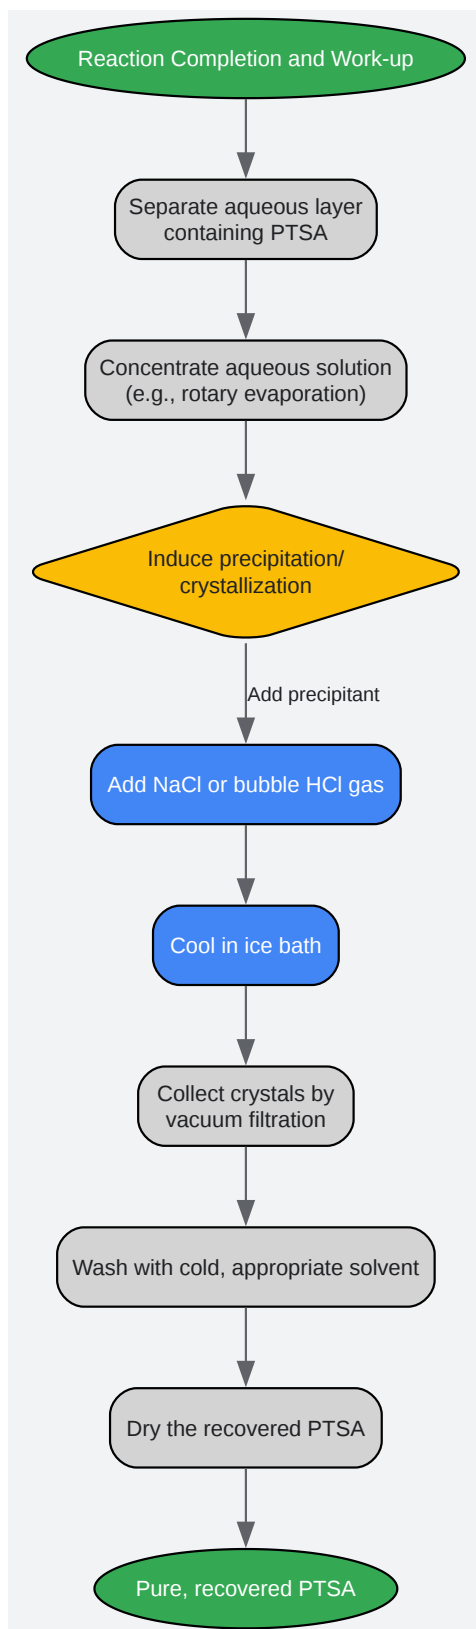 Reaction Completion and Work-up
Separate aqueous layer
containing PTSA
Concentrate aqueous solution
(e.g., rotary evaporation)
Induce precipitation/
crystallization
Add precipitant
Add NaCl or bubble HCl gas
Cool in ice bath
Collect crystals by
vacuum filtration
Wash with cold, appropriate solvent
Dry the recovered PTSA
Pure, recovered PTSA